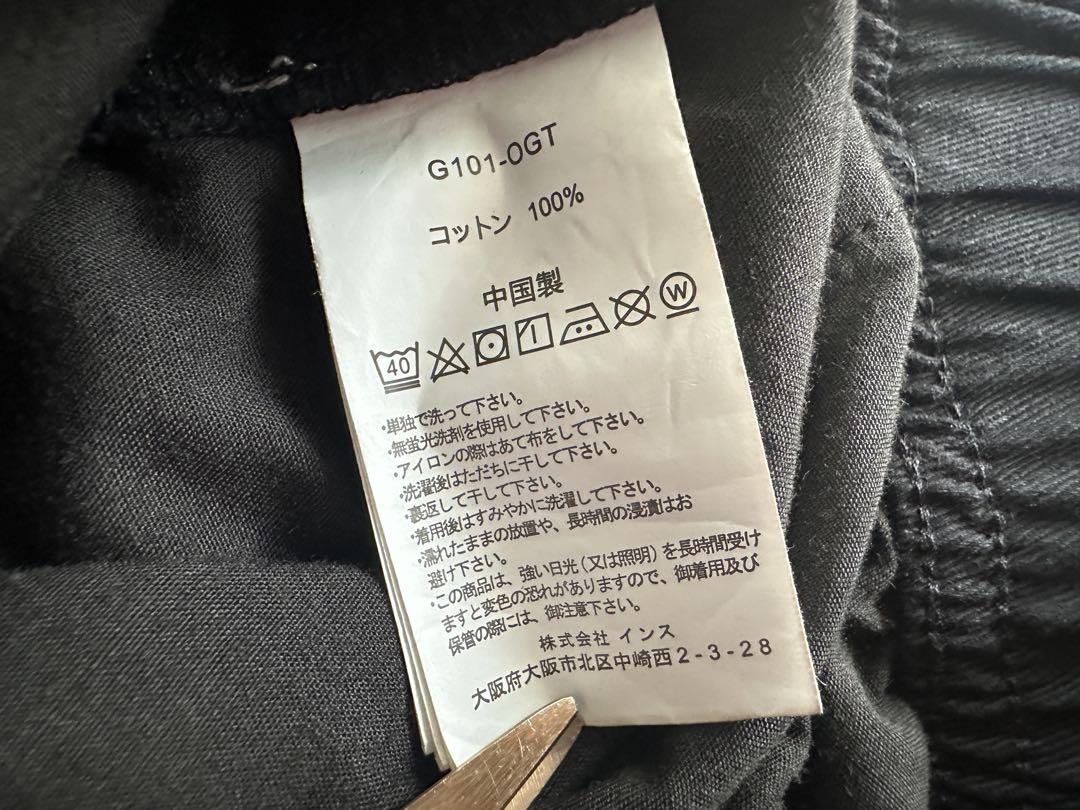 G101-OGT
コットン 100%
中国製
40 W
・単独で洗って下さい。
・無蛍光洗剤を使用して下さい。
・アイロンの際はあて布をして下さい。
・洗濯後はただちに干して下さい。
・裏返して干して下さい。
・着用後はすみやかに洗濯して下さい。
・濡れたままの放置や、長時間の浸漬はお
避け下さい。
・この商品は、強い日光(又は照明)を長時間受け
ますと変色の恐れがありますので、御着用及び
保管の際には、御注意下さい。
株式会社 インス
大阪府大阪市北区中崎西2-3-28